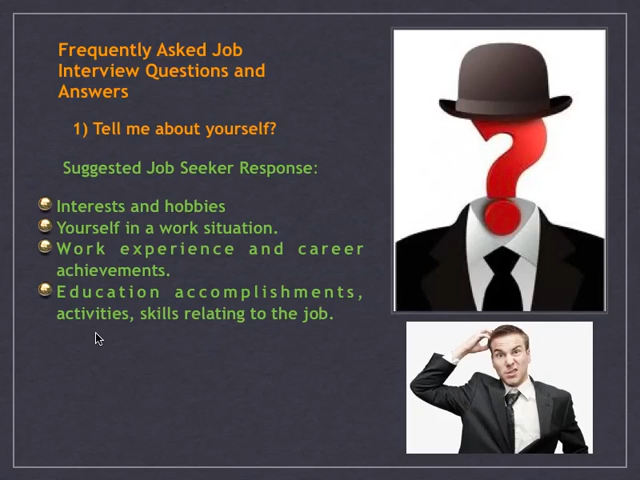 Frequently Asked Job
Interview Questions and
Answers
1) Tell me about yourself?
Suggested Job Seeker Response:
Interests and hobbies
Yourself in a work situation.
Work experience and career
achievements.
Education accomplishments,
activities, skills relating to the job.
?